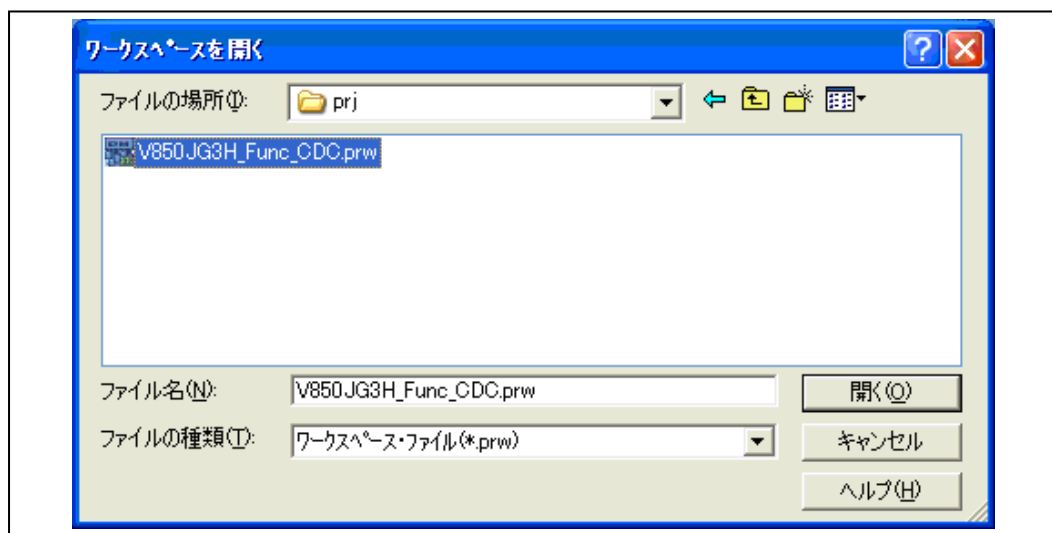 ワークスペースを開く
ファイルの場所(I):
prj
V850JG3H_Func_CDC.prw
ファイル名(N):
V850JG3H_Func_CDC.prw
開く(O)
ファイルの種類(T):
ワークスペース・ファイル(*.prw)
キャンセル
ヘルプ(H)